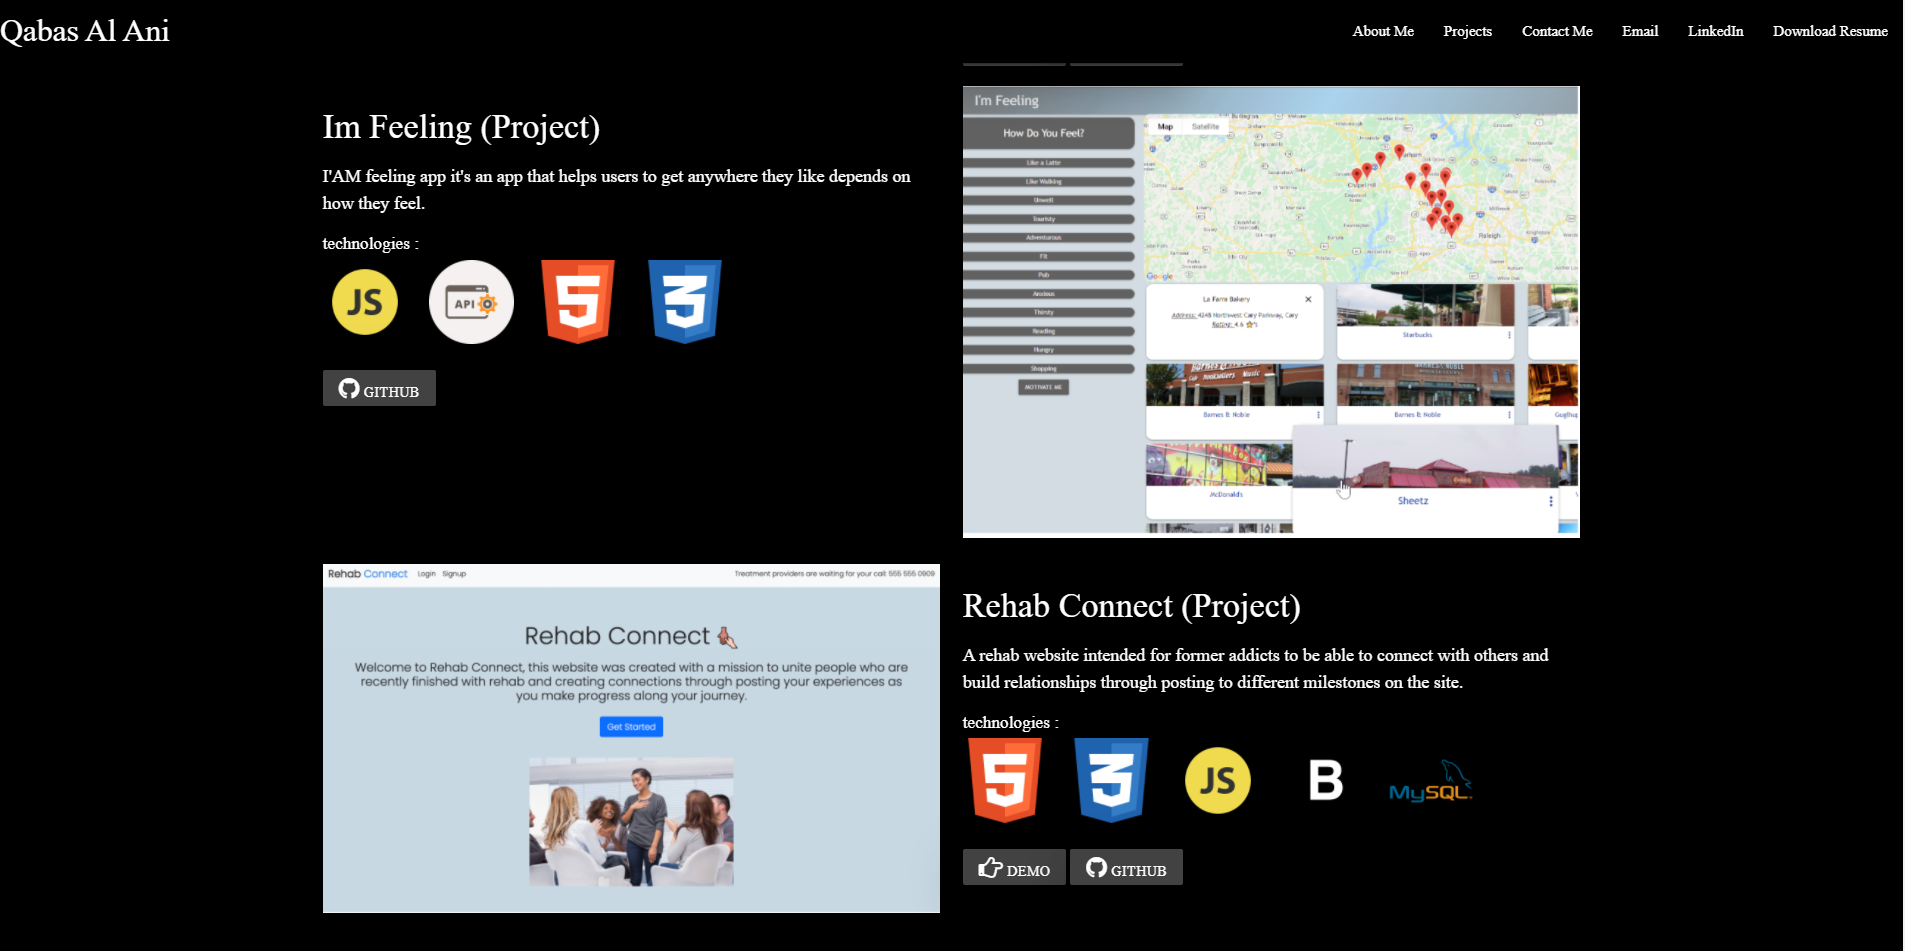 Qabas Al Ani
About Me Projects Contact Me Email LinkedIn Download Resume
Im Feeling (Project)
I'AM feeling app it's an app that helps users to get anywhere they like depends on
how they feel.
technologies :
JS API
GITHUB
I'm Feeling
How Do You Feel?
Like a Latte
Like Walking
Unwell
Touristy
Adventurous
Fit
Pub
Anxious
Thirsty
Reading
Hungry
Shopping
MOTIVATE ME
Map Satellite
Chapel Hill
Raleigh
Google
La Farm Bakery
Address: 4248 Northwest Cary Parkway, Cary
Rating: 4.6 ⭐'s
Starbucks
Barnes & Noble
Barnes & Noble
McDonald's
Sheetz
Rehab Connect Login Signup Treatment providers are waiting for your call: 555 555 0909
Rehab Connect
Welcome to Rehab Connect, this website was created with a mission to unite people who are
recently finished with rehab and creating connections through posting your experiences as
you make progress along your journey.
Get Started
Rehab Connect (Project)
A rehab website intended for former addicts to be able to connect with others and
build relationships through posting to different milestones on the site.
technologies :
JS B MySQL
DEMO GITHUB